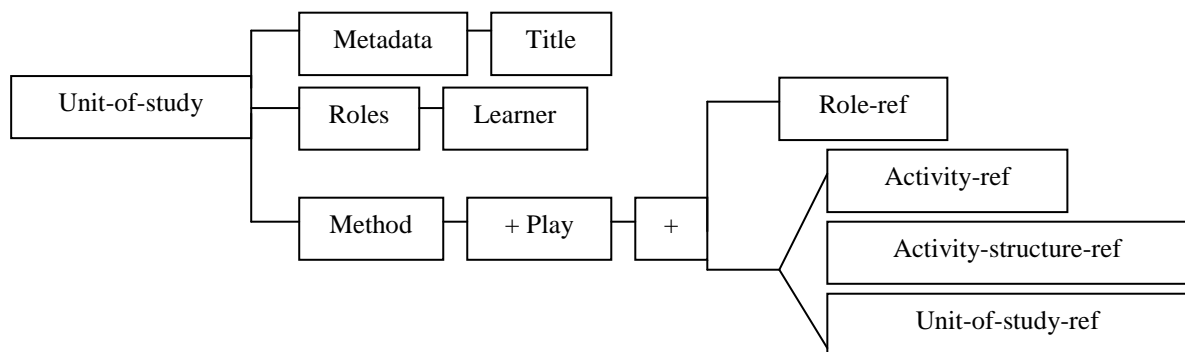 Metadata
Title
Unit-of-study
Roles
Learner
Role-ref
Activity-ref
Method
+ Play
+
Activity-structure-ref
Unit-of-study-ref